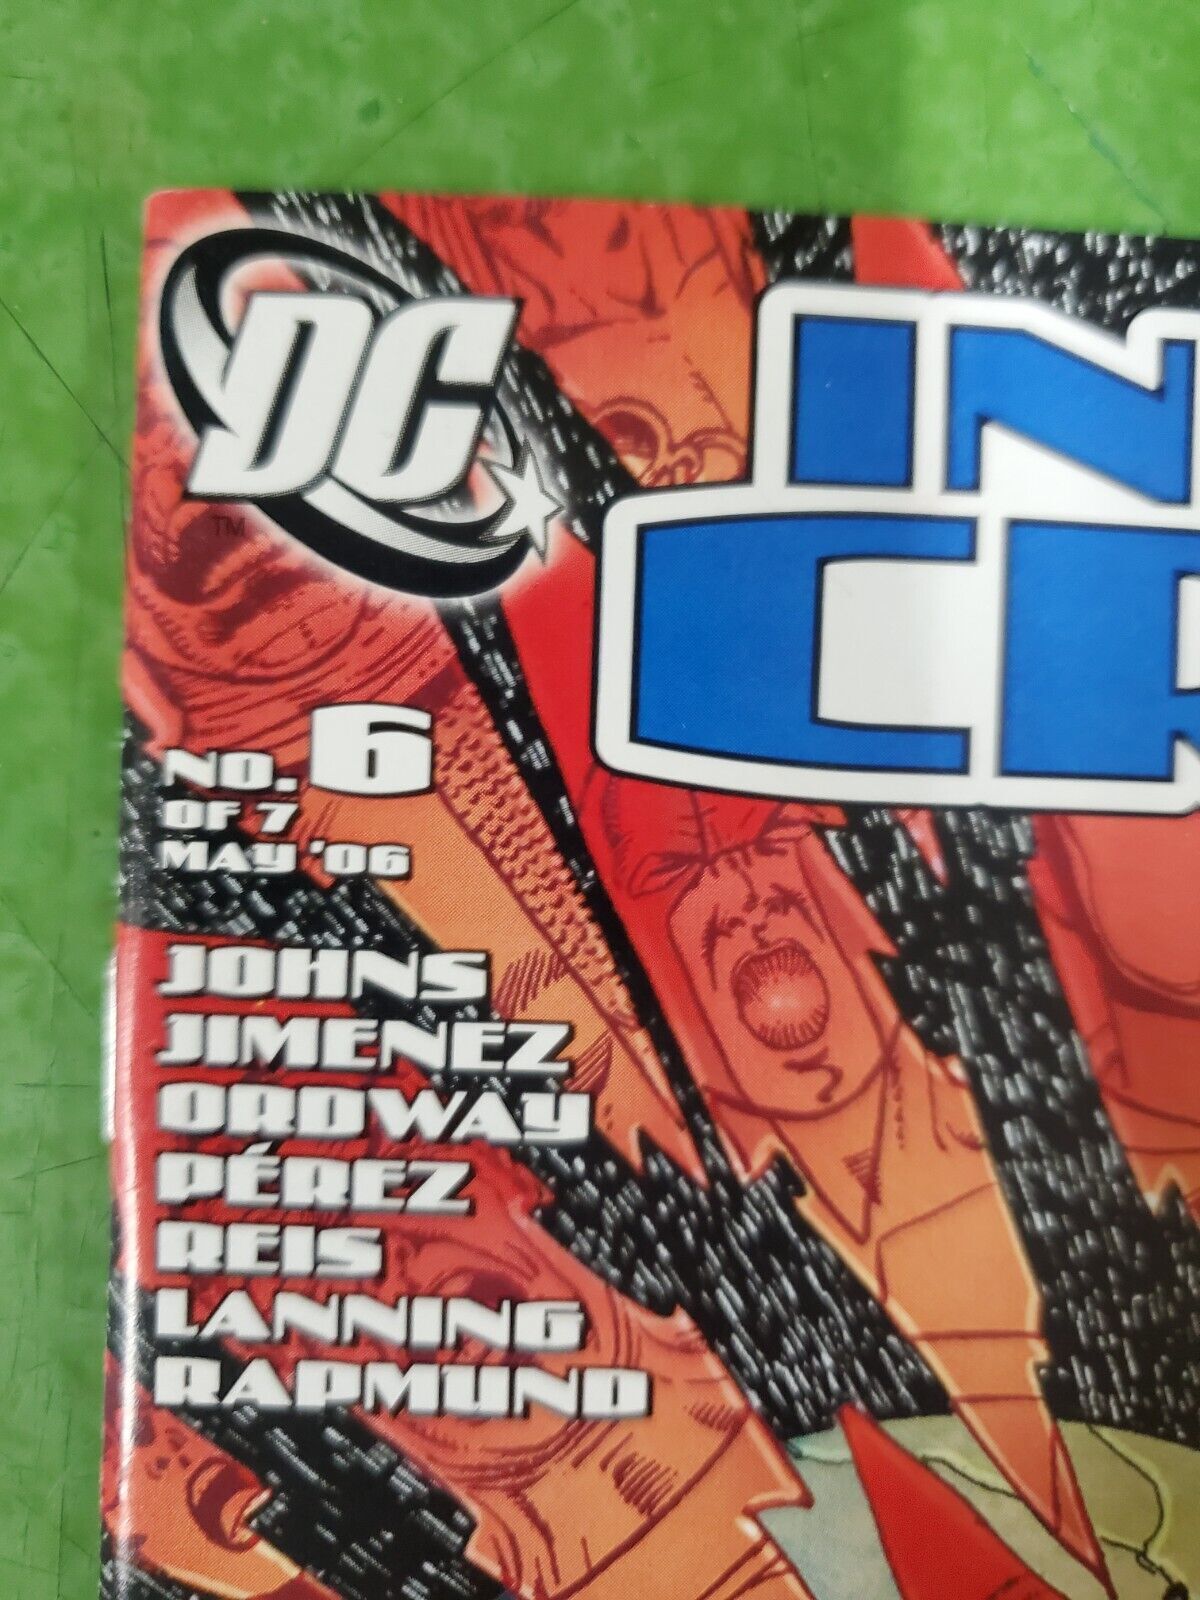 DC
TM
IN
CR
NO. 6
OF 7
MAY '06
JOHNS
JIMENEZ
ORDWAY
PÉREZ
REIS
LANNING
RAPMUND